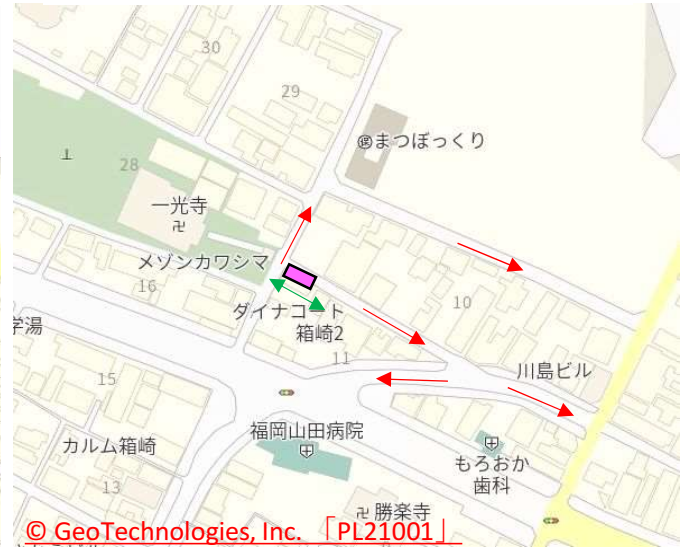 30
29
㊝まつぼっくり
28
一光寺
卍
メゾンカワシマ
16
ダイナコート
箱崎2
10
学湯
11
川島ビル
15
福岡山田病院
カルム箱崎
もろおか
歯科
13
卍 勝楽寺
© GeoTechnologies, Inc. 「PL21001」